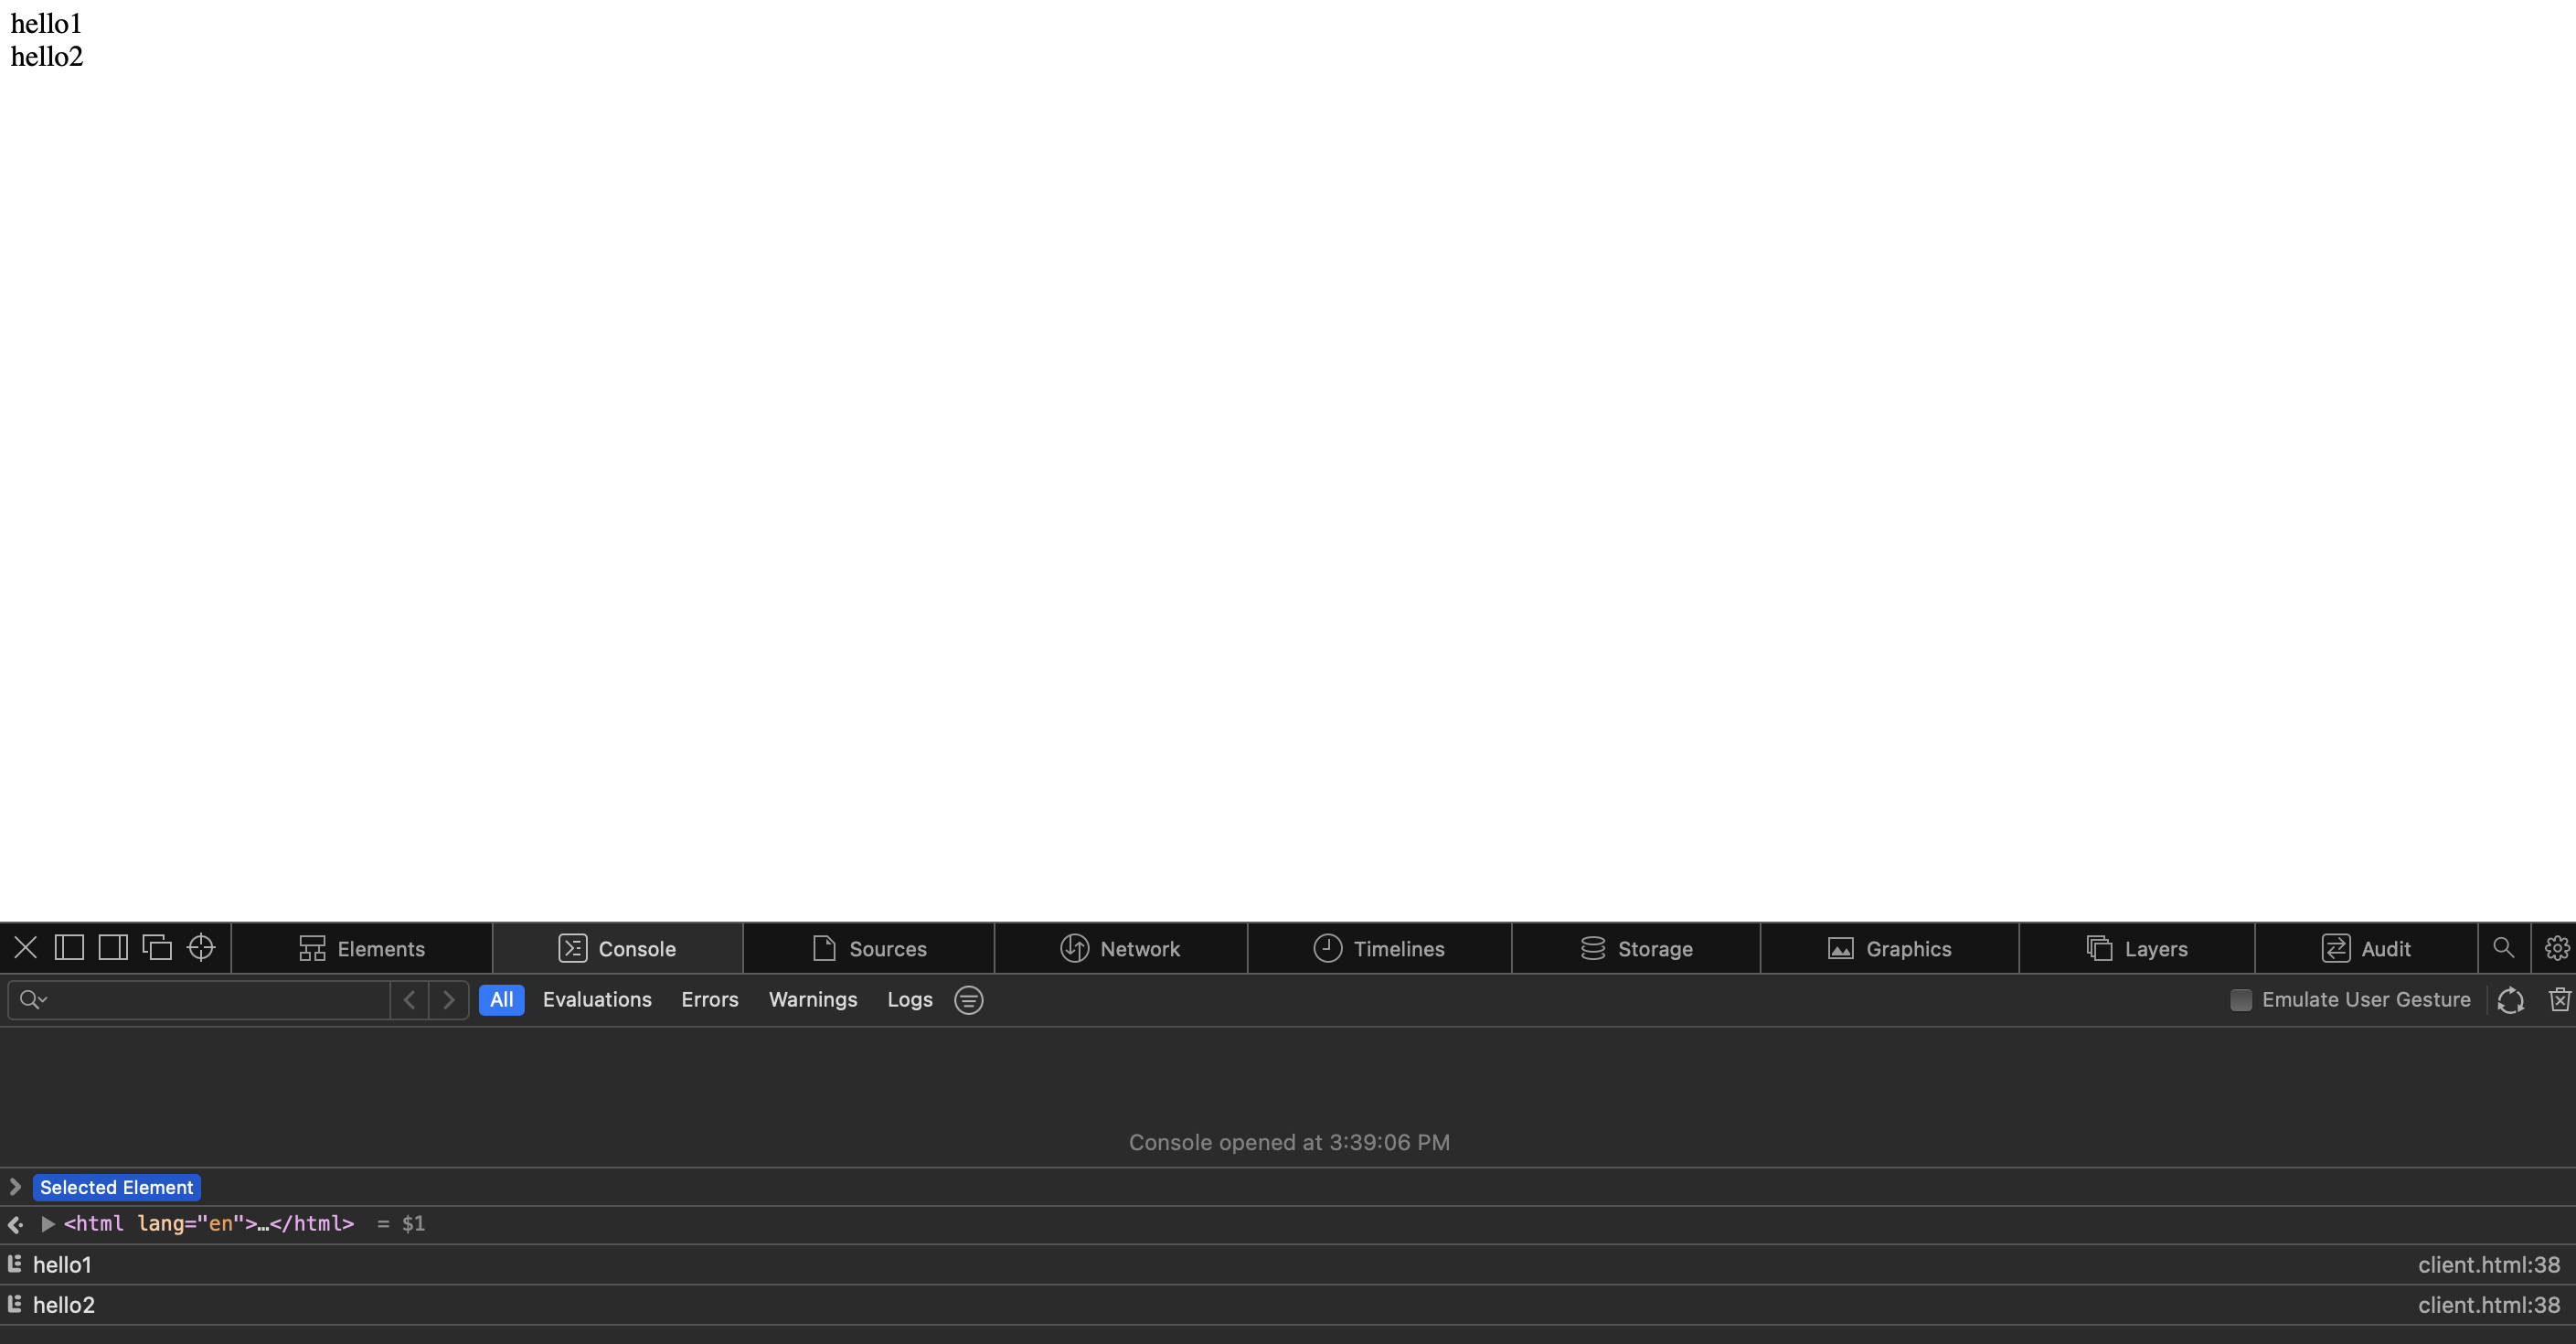 hello1
hello2
Elements Console Sources Network Timelines Storage Graphics Layers Audit
All Evaluations Errors Warnings Logs Emulate User Gesture
Console opened at 3:39:06 PM
Selected Element
<html lang="en">…</html> = $1
hello1 client.html:38
hello2 client.html:38